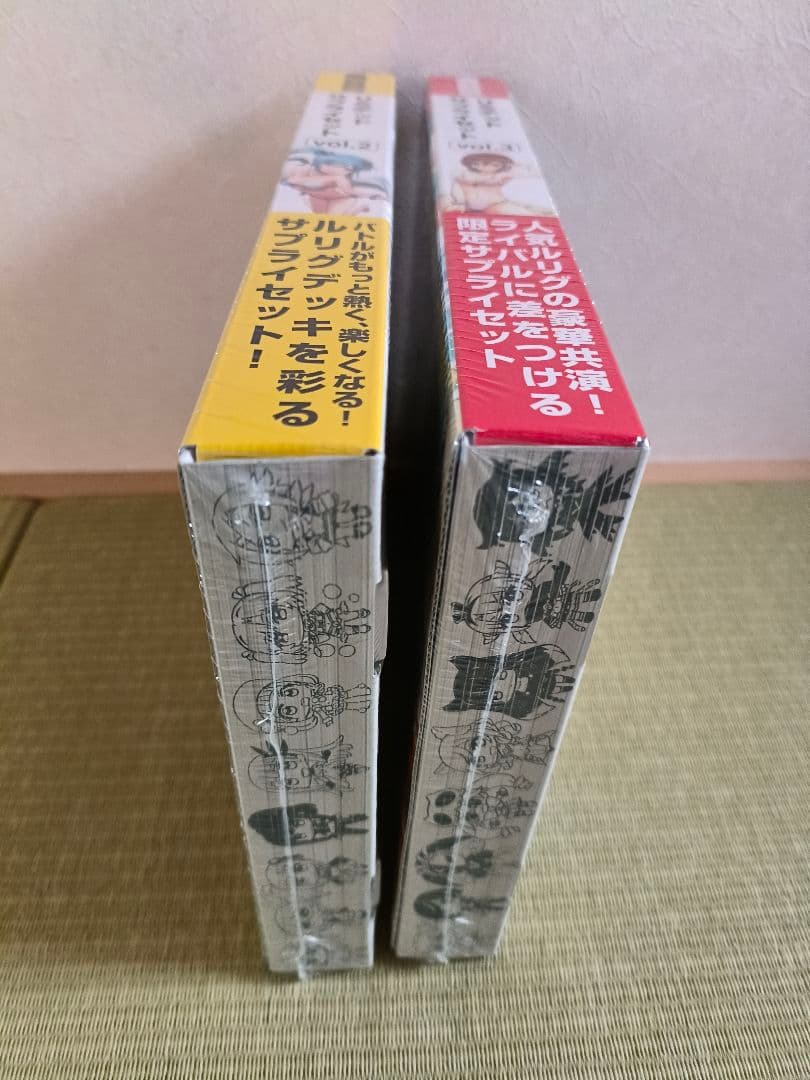 [vol.2]
バトルがもっと熱く、楽しくなる！
ルリグデッキを彩る
サプライセット！
[vol.3]
人気ルリグの豪華共演！
ライバルに差をつける
限定サプライセット